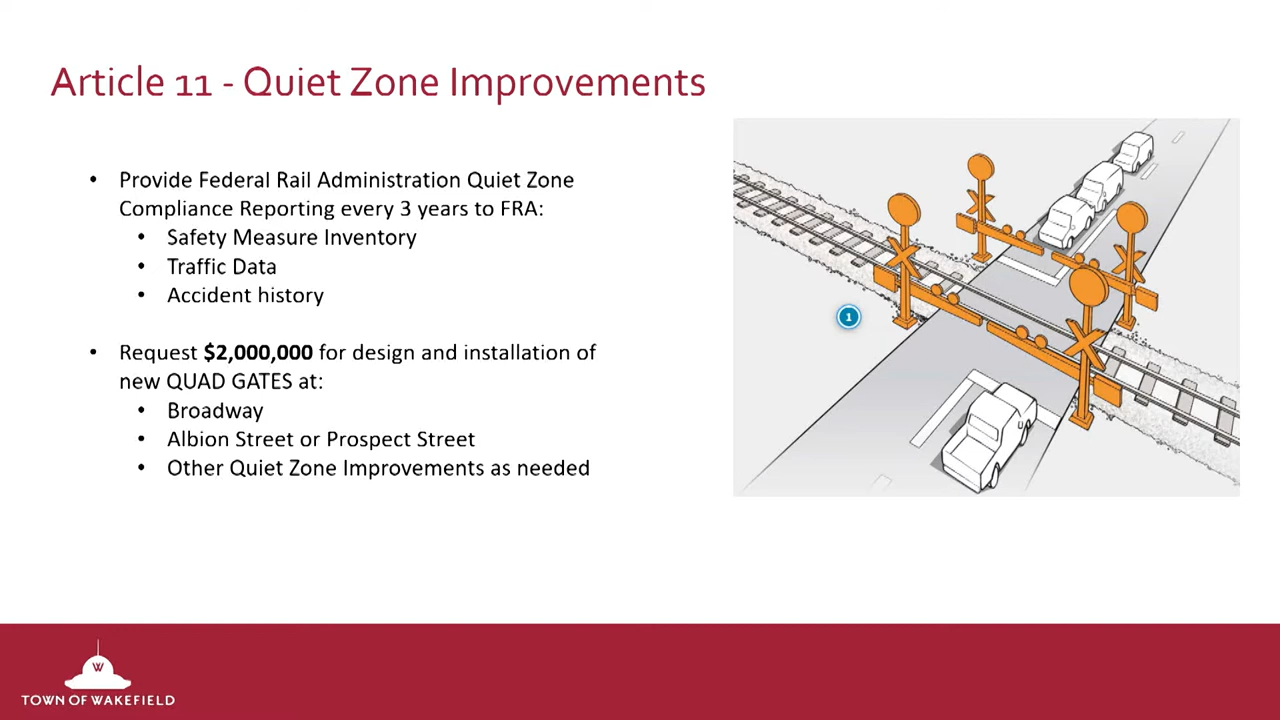 Article 11 - Quiet Zone Improvements
• Provide Federal Rail Administration Quiet Zone
Compliance Reporting every 3 years to FRA:
• Safety Measure Inventory
• Traffic Data
• Accident history
• Request $2,000,000 for design and installation of
new QUAD GATES at:
• Broadway
• Albion Street or Prospect Street
• Other Quiet Zone Improvements as needed
1
W
TOWN OF WAKEFIELD